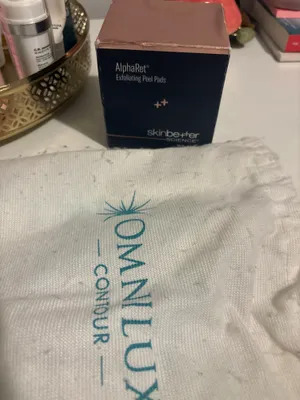 AlphaRet®
Exfoliating Peel Pads
++
skinbetter
SCIENCE®
OMNILUX
— CONTOUR —